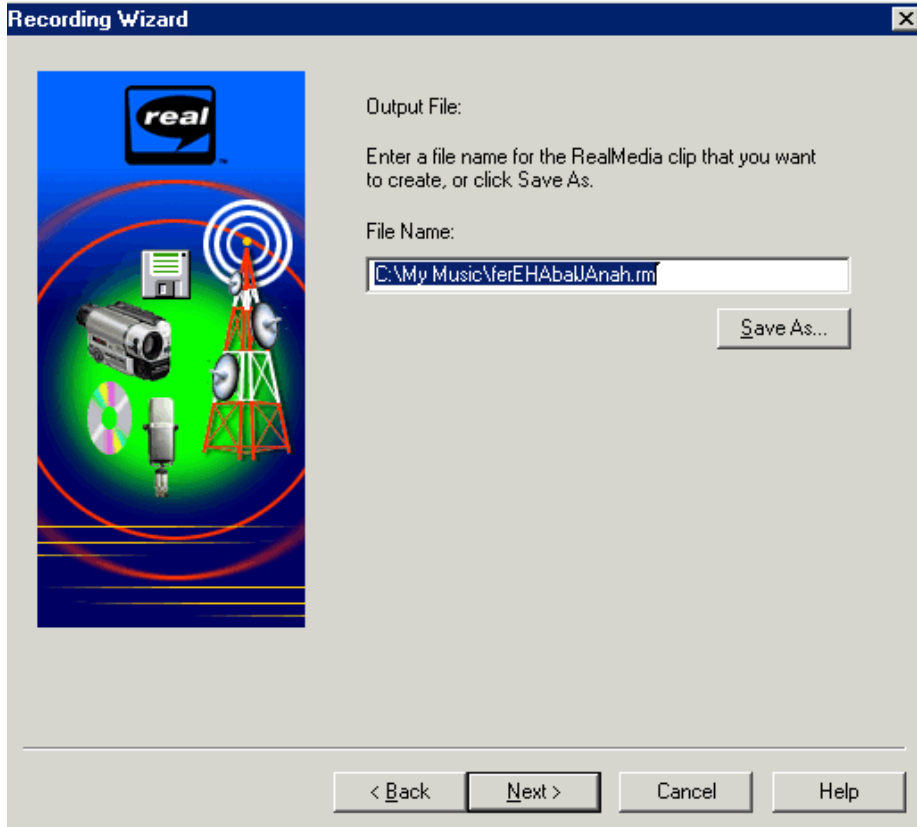 Recording Wizard
real
Output File:
Enter a file name for the RealMedia clip that you want
to create, or click Save As.
File Name:
C:\My Music\ferEHAbalJAnah.rm
Save As...
< Back
Next >
Cancel
Help